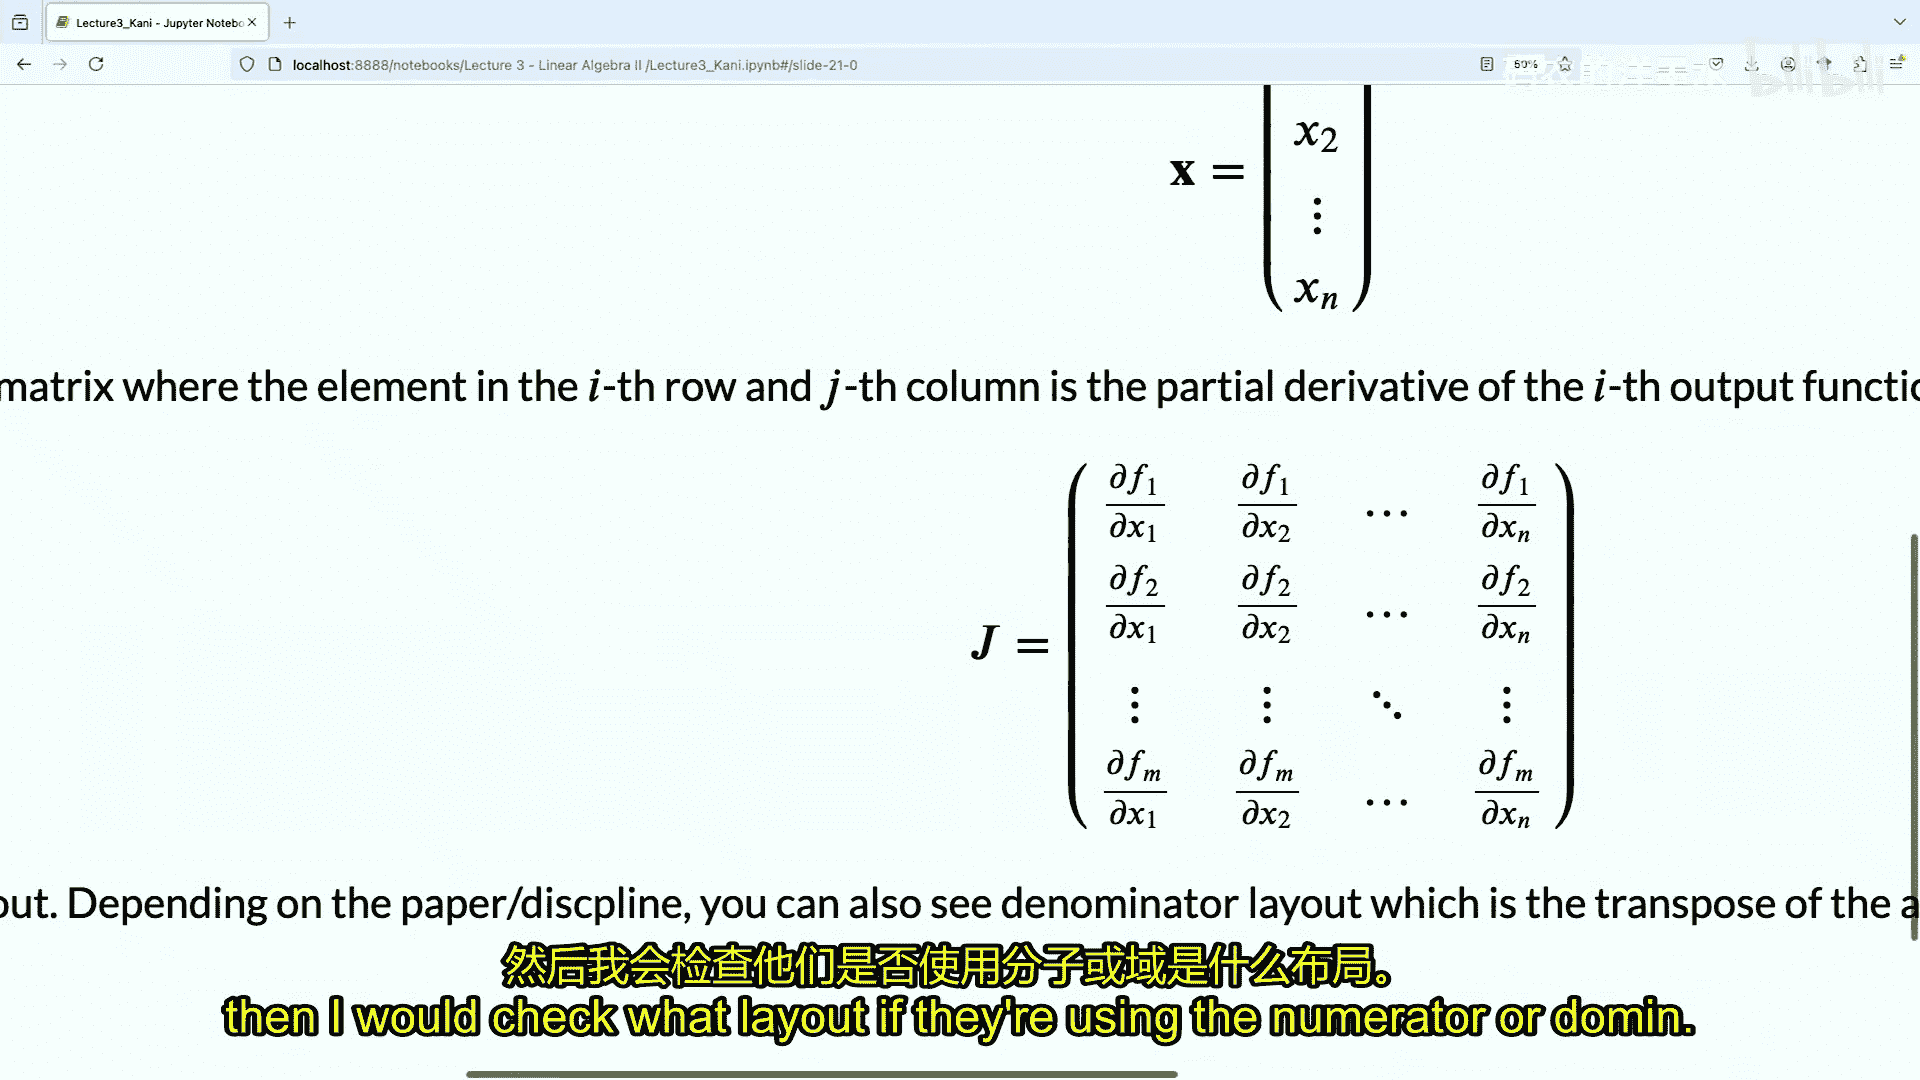 Lecture3_Kani - Jupyter Notebo
localhost:8888/notebooks/Lecture 3 - Linear Algebra II /Lecture3_Kani.ipynb#/slide-21-0
x = ( x₂ ⋮ xₙ )
matrix where the element in the i-th row and j-th column is the partial derivative of the i-th output functio
J = ( ∂f₁/∂x₁ ∂f₁/∂x₂ … ∂f₁/∂xₙ
∂f₂/∂x₁ ∂f₂/∂x₂ … ∂f₂/∂xₙ
⋮ ⋮ ⋱ ⋮
∂fₘ/∂x₁ ∂fₘ/∂x₂ … ∂fₘ/∂xₙ )
out. Depending on the paper/discpline, you can also see denominator layout which is the transpose of the a
然后我会检查他们是否使用分子或域是什么布局。
then I would check what layout if they're using the numerator or domin.